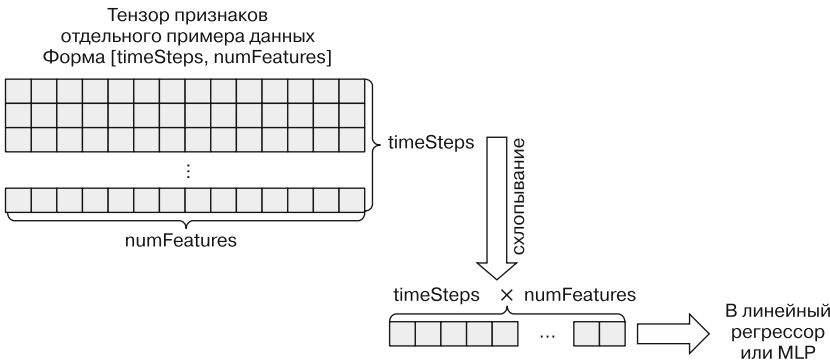 Тензор признаков
отдельного примера данных
Форма [timeSteps, numFeatures]
timeSteps
...
numFeatures
схлопывание
timeSteps × numFeatures
...
В линейный
регрессор
или MLP